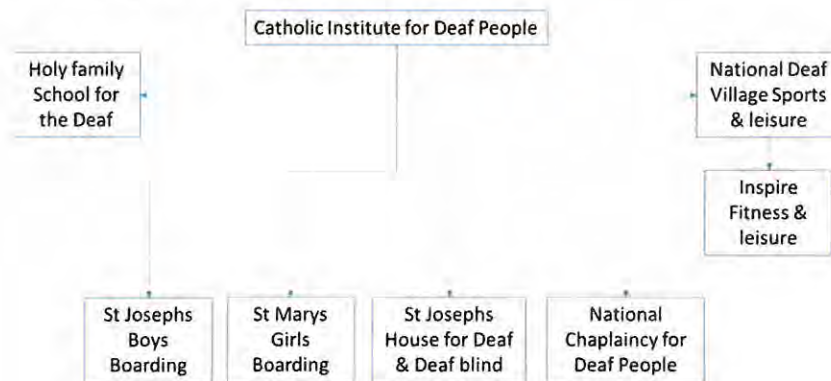 Catholic Institute for Deaf People
Holy family
School for
the Deaf
National Deaf
Village Sports
& leisure
Inspire
Fitness &
leisure
St Josephs
Boys
Boarding
St Marys
Girls
Boarding
St Josephs
House for Deaf
& Deaf blind
National
Chaplaincy for
Deaf People